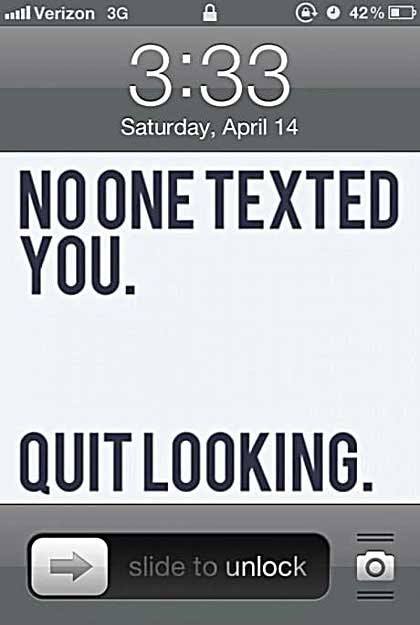 Verizon 3G 42%
3:33
Saturday, April 14
NO ONE TEXTED
YOU.
QUIT LOOKING.
slide to unlock